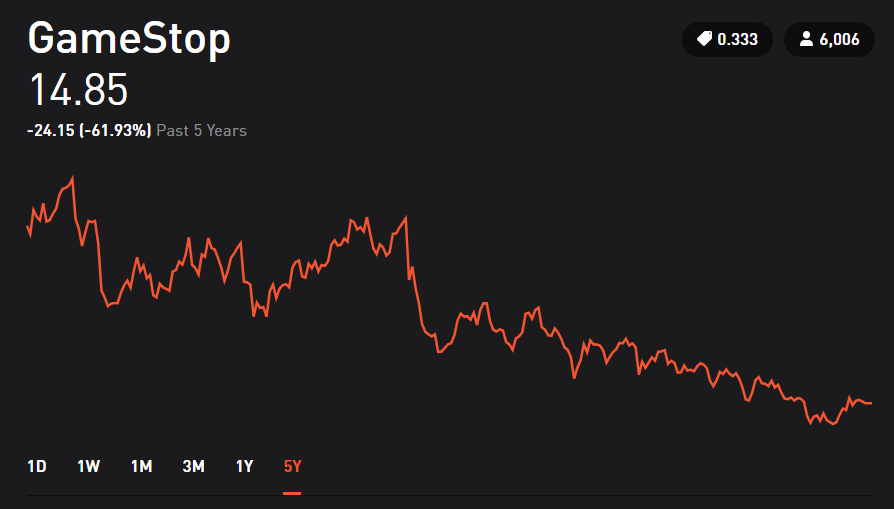 GameStop
0.333
6,006
14.85
-24.15 (-61.93%) Past 5 Years
1D 1W 1M 3M 1Y 5Y